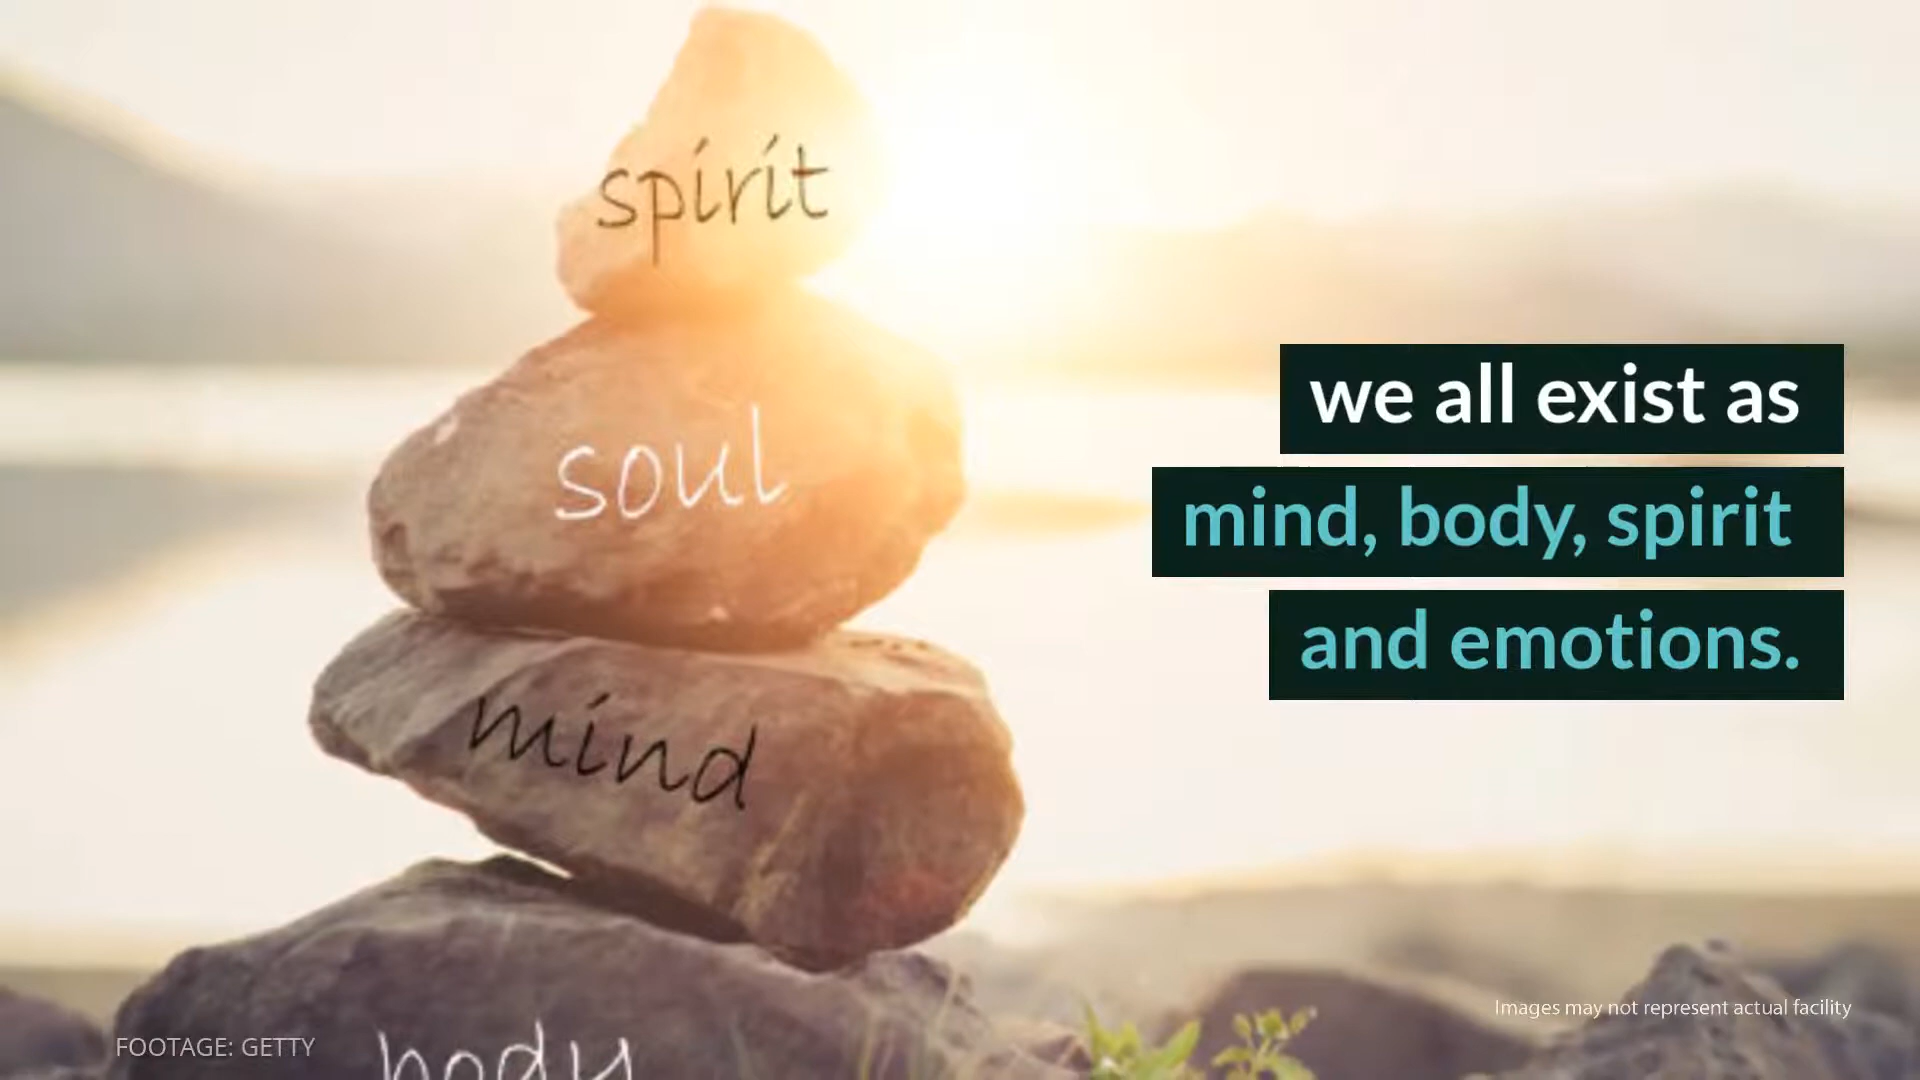 spirit
soul
mind
body
we all exist as
mind, body, spirit
and emotions.
Images may not represent actual facility
FOOTAGE: GETTY